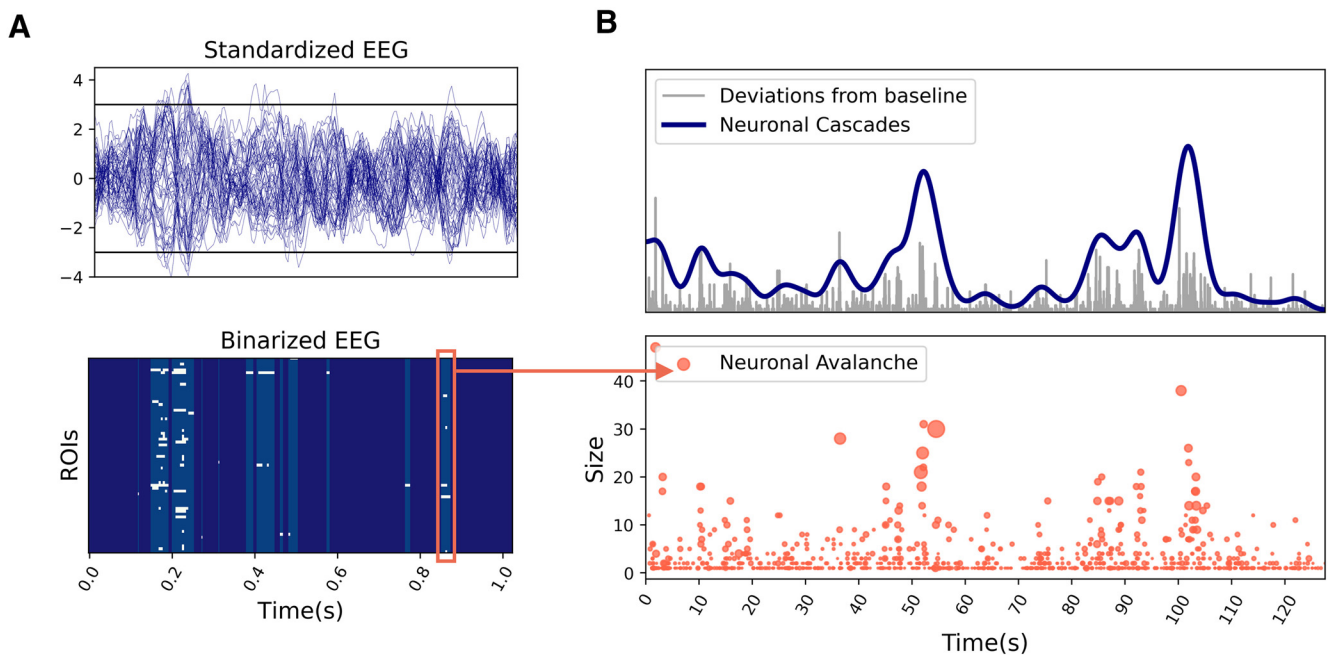 A
B
Standardized EEG
4
2
0
−2
−4
Binarized EEG
ROIs
0.0
0.2
0.4
0.6
0.8
1.0
Time(s)
Deviations from baseline
Neuronal Cascades
Neuronal Avalanche
Size
40
30
20
10
0
0
10
20
30
40
50
60
70
80
90
100
110
120
Time(s)